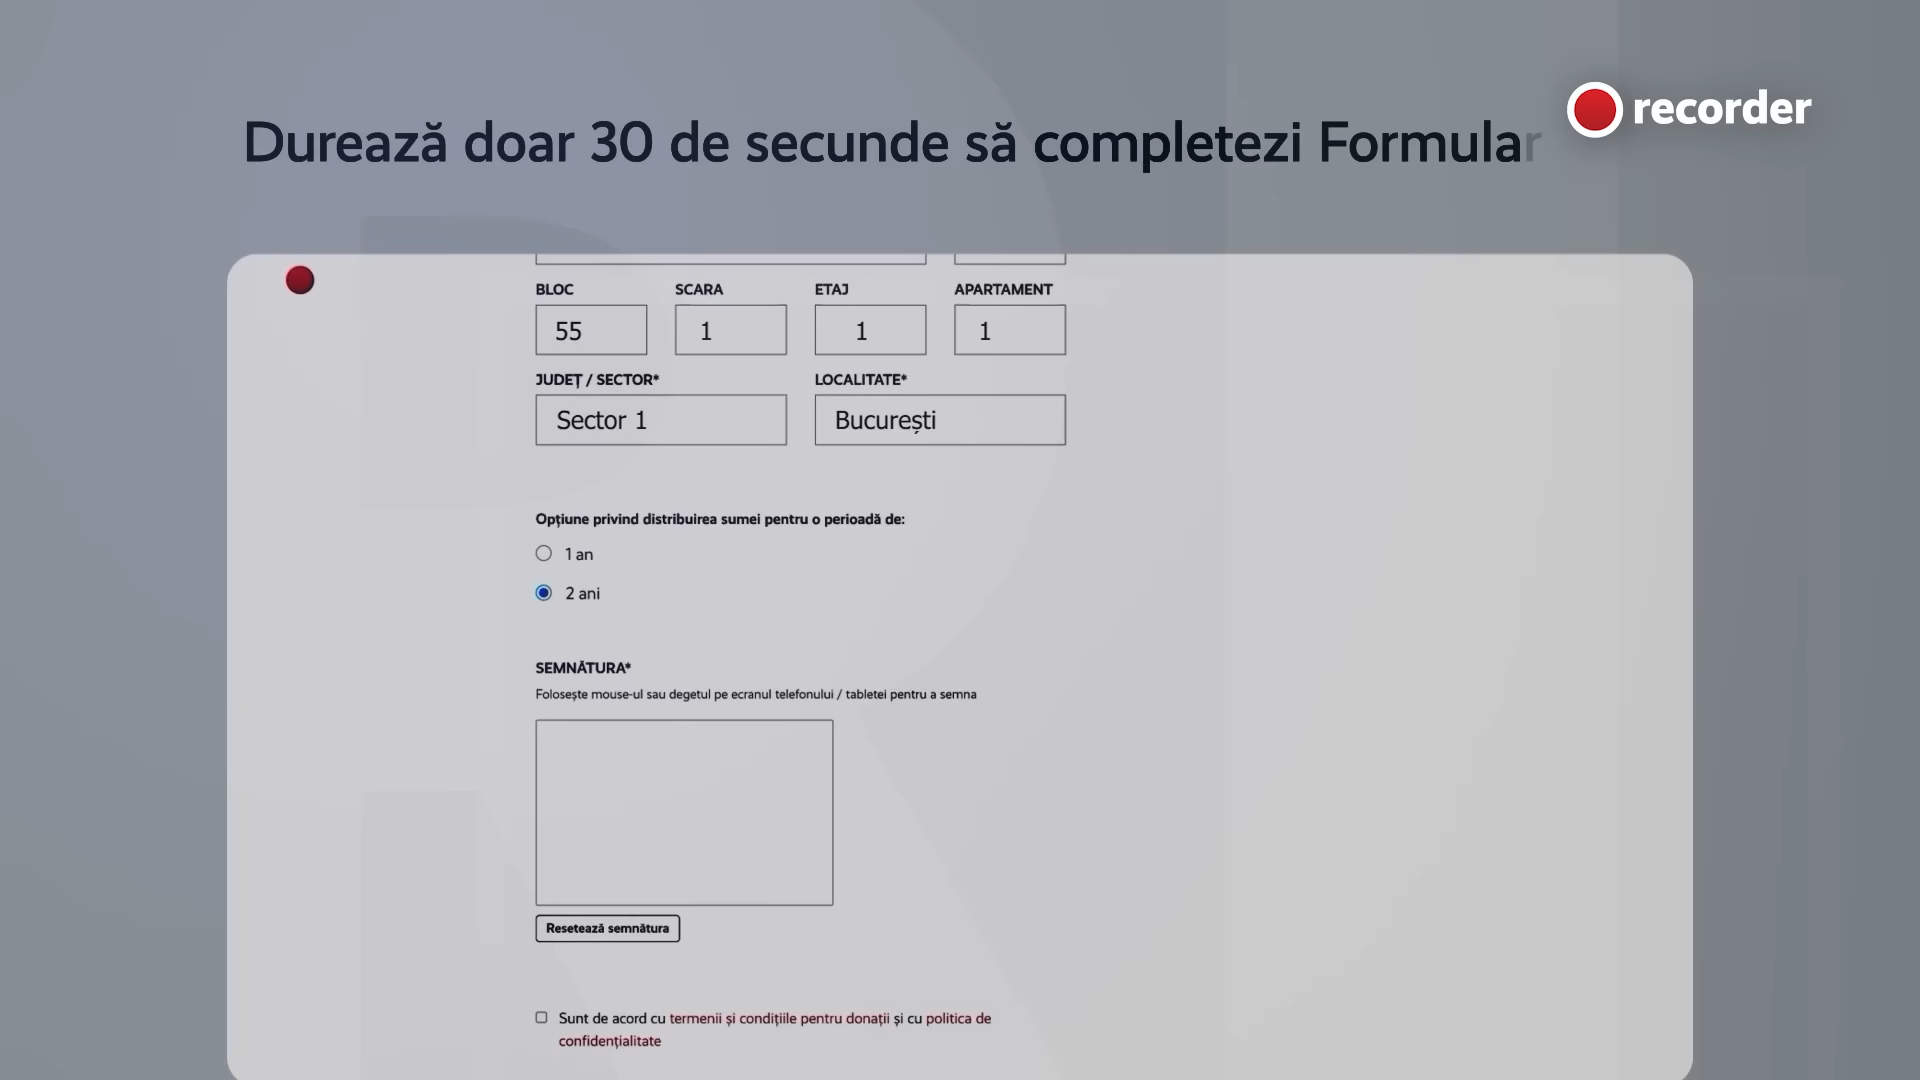 recorder
Durează doar 30 de secunde să completezi Formular
BLOC SCARA ETAJ APARTAMENT
55 1 1 1
JUDEȚ / SECTOR* LOCALITATE*
Sector 1 București
Opțiune privind distribuirea sumei pentru o perioadă de:
1 an
2 ani
SEMNĂTURA*
Folosește mouse-ul sau degetul pe ecranul telefonului / tabletei pentru a semna
Resetează semnătura
Sunt de acord cu termenii și condițiile pentru donații și cu politica de
confidențialitate